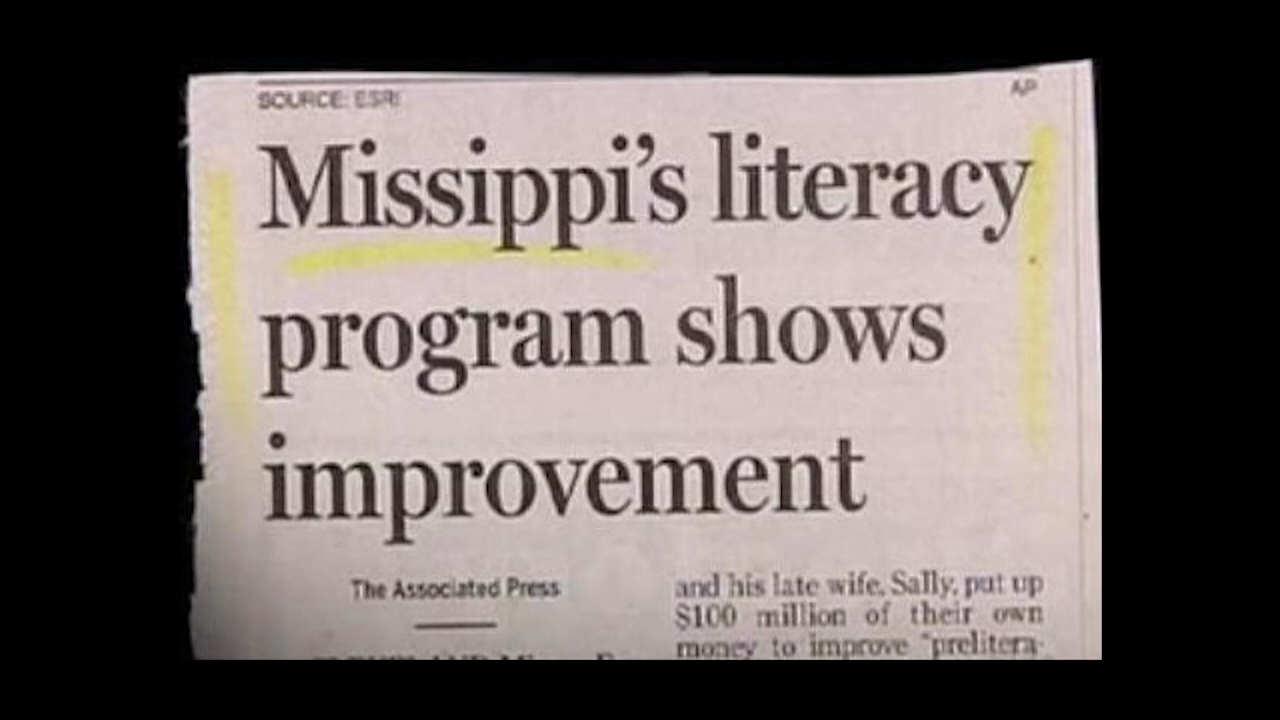 SOURCE: ESRI
AP
Missippi's literacy
program shows
improvement
The Associated Press
and his late wife, Sally, put up
$100 million of their own
money to improve "prelitera-